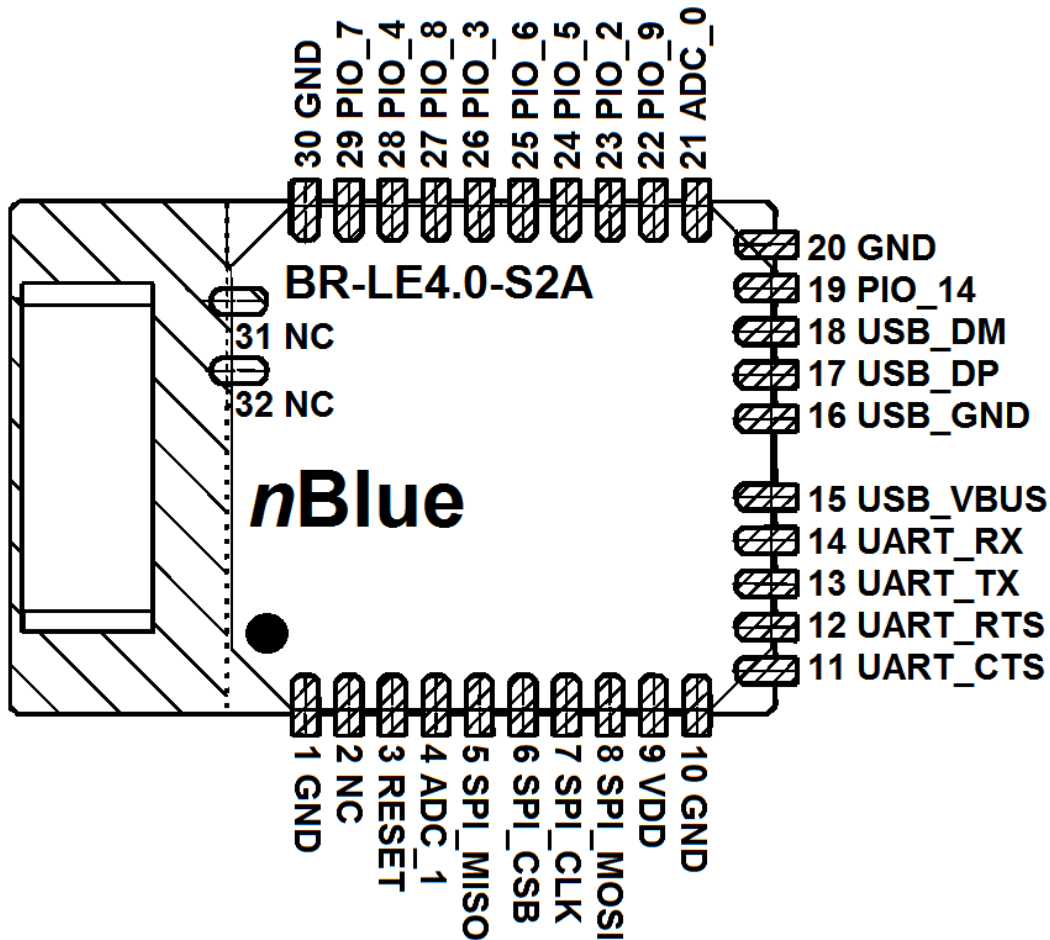 30 GND
29 PIO_7
28 PIO_4
27 PIO_8
26 PIO_3
25 PIO_6
24 PIO_5
23 PIO_2
22 PIO_9
21 ADC_0
BR-LE4.0-S2A
31 NC
32 NC
nBlue
20 GND
19 PIO_14
18 USB_DM
17 USB_DP
16 USB_GND
15 USB_VBUS
14 UART_RX
13 UART_TX
12 UART_RTS
11 UART_CTS
1 GND
2 NC
3 RESET
4 ADC_1
5 SPI_MISO
6 SPI_CSB
7 SPI_CLK
8 SPI_MOSI
9 VDD
10 GND